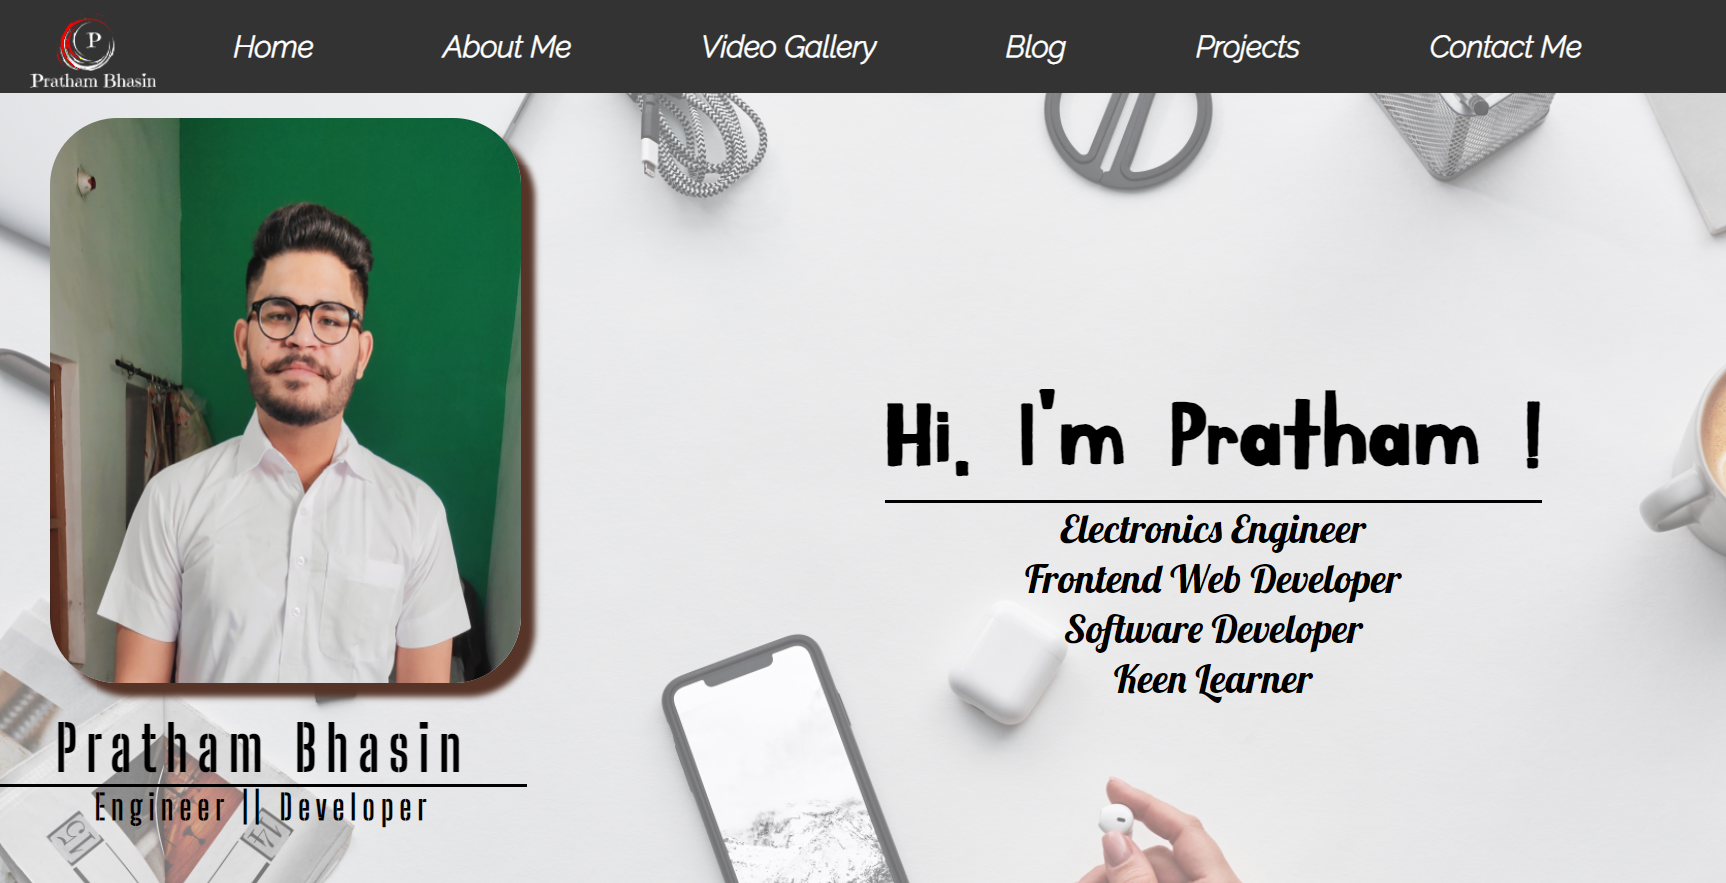 P
Pratham Bhasin
Home
About Me
Video Gallery
Blog
Projects
Contact Me
Hi, I'm Pratham !
Electronics Engineer
Frontend Web Developer
Software Developer
Keen Learner
Pratham Bhasin
Engineer || Developer